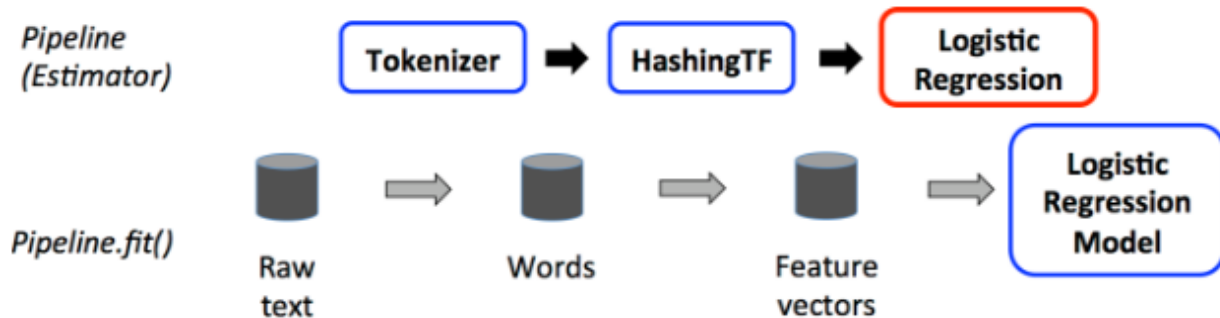 Pipeline
(Estimator)
Tokenizer
HashingTF
Logistic
Regression
Pipeline.fit()
Raw
text
Words
Feature
vectors
Logistic
Regression
Model